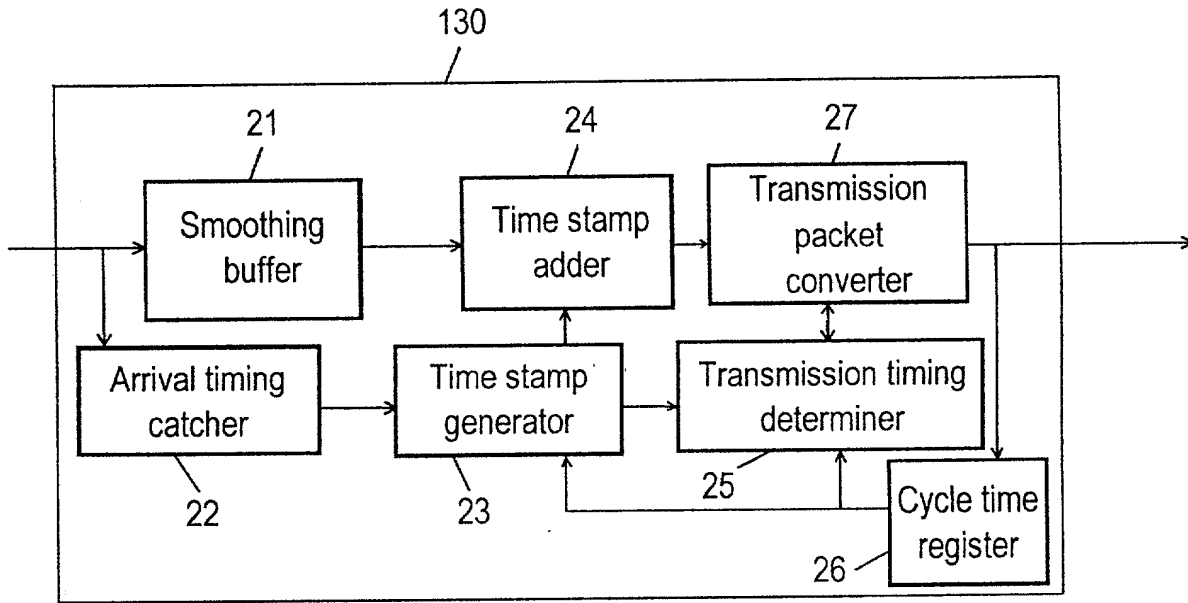 130
21
24
27
Smoothing
buffer
Time stamp
adder
Transmission
packet
converter
Arrival timing
catcher
Time stamp
generator
Transmission timing
determiner
22
23
25
Cycle time
register
26